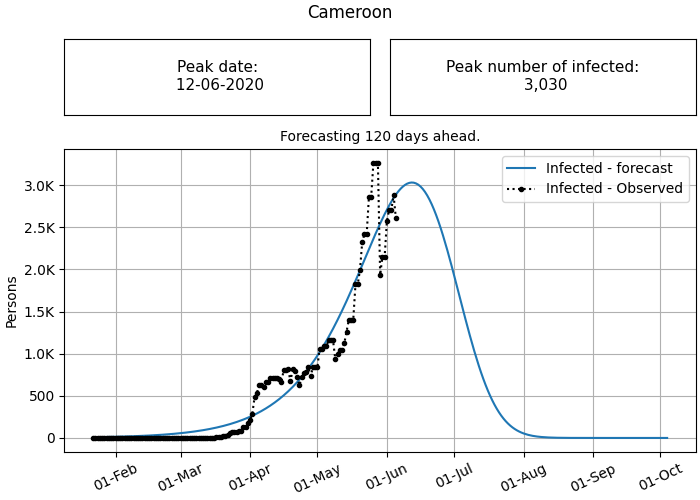 Cameroon
Peak date:
12-06-2020
Peak number of infected:
3,030
Forecasting 120 days ahead.
Infected - forecast
Infected - Observed
Persons
3.0K
2.5K
2.0K
1.5K
1.0K
500
0
01-Feb
01-Mar
01-Apr
01-May
01-Jun
01-Jul
01-Aug
01-Sep
01-Oct